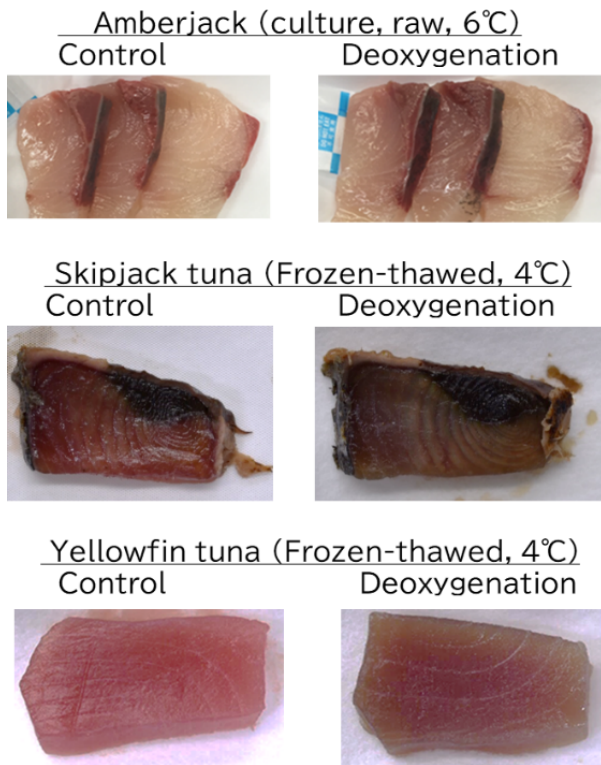 Amberjack (culture, raw, 6℃)
Control
Deoxygenation
Skipjack tuna (Frozen-thawed, 4℃)
Control
Deoxygenation
Yellowfin tuna (Frozen-thawed, 4℃)
Control
Deoxygenation